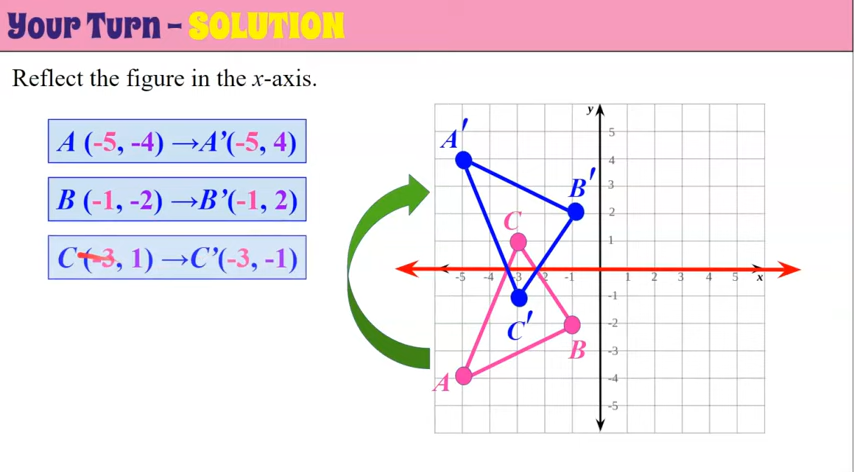 Your Turn – SOLUTION
Reflect the figure in the x-axis.
A (-5, -4) →A’(-5, 4)
B (-1, -2) →B’(-1, 2)
C (-3, 1) →C’(-3, -1)
y
5
A'
4
B'
3
C
2
1
-5 -4 -3 -2 -1 1 2 3 4 5 x
-1
C'
-2
B
-3
A
-4
-5